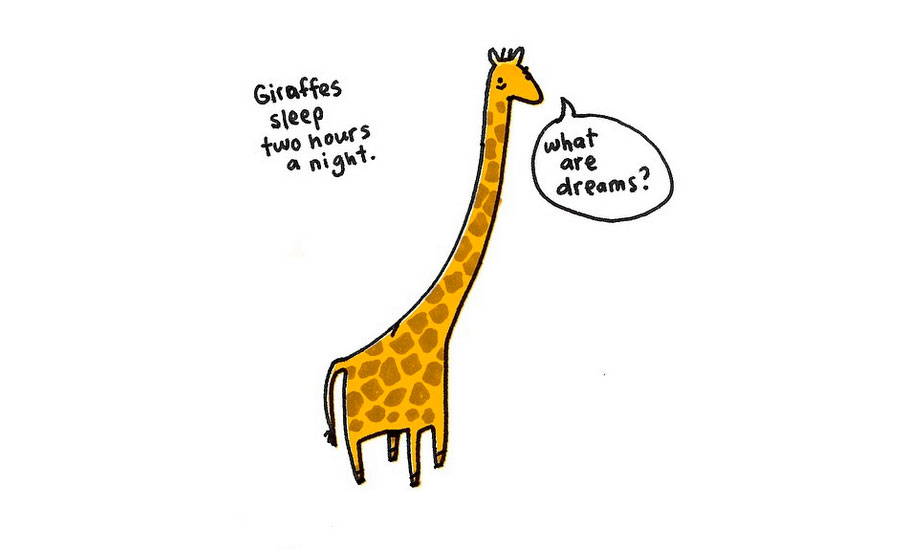 Giraffes
sleep
two hours
a night.
what
are
dreams?